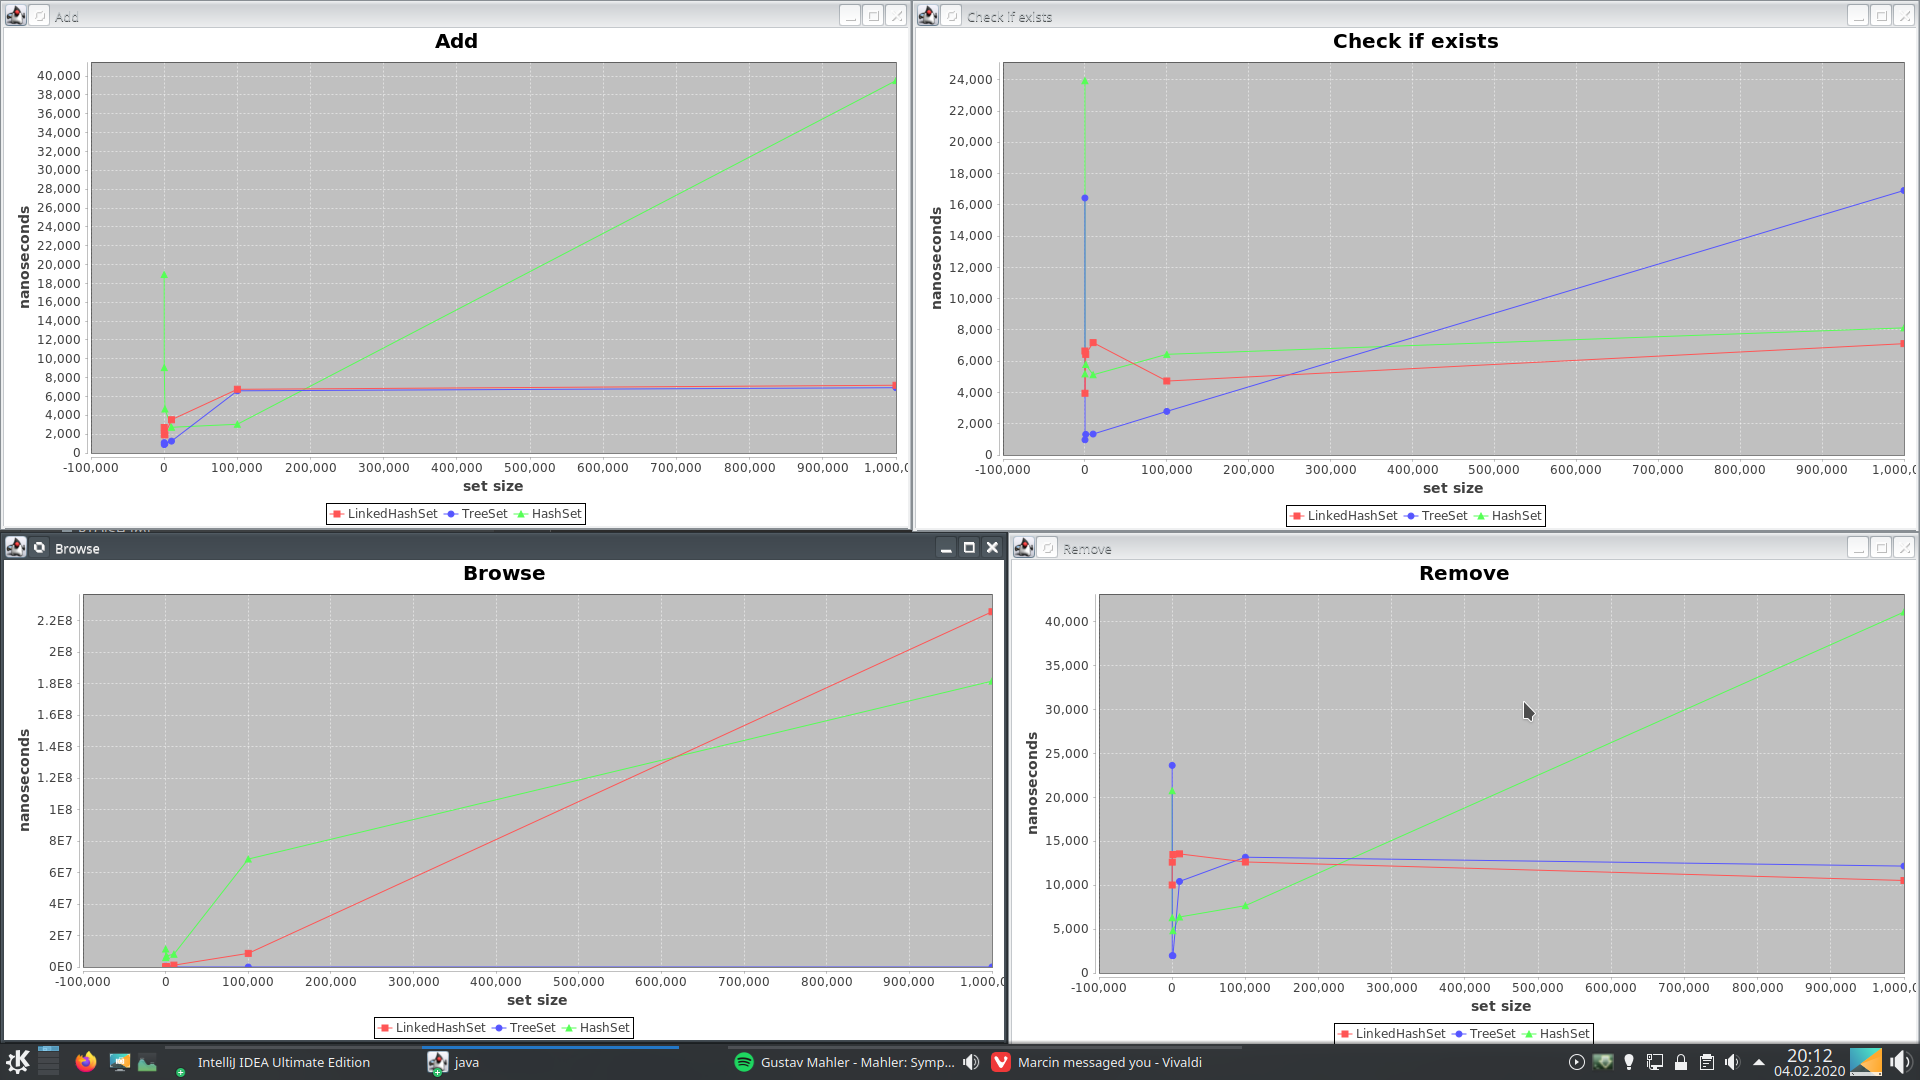 Add
Add
40,000
38,000
36,000
34,000
32,000
30,000
28,000
26,000
24,000
22,000
20,000
18,000
16,000
14,000
12,000
10,000
8,000
6,000
4,000
2,000
0
nanoseconds
-100,000 0 100,000 200,000 300,000 400,000 500,000 600,000 700,000 800,000 900,000 1,000,0
set size
LinkedHashSet TreeSet HashSet
Check if exists
Check if exists
24,000
22,000
20,000
18,000
16,000
14,000
12,000
10,000
8,000
6,000
4,000
2,000
0
nanoseconds
-100,000 0 100,000 200,000 300,000 400,000 500,000 600,000 700,000 800,000 900,000 1,000,0
set size
LinkedHashSet TreeSet HashSet
Browse
Browse
2.2E8
2E8
1.8E8
1.6E8
1.4E8
1.2E8
1E8
8E7
6E7
4E7
2E7
0E0
nanoseconds
-100,000 0 100,000 200,000 300,000 400,000 500,000 600,000 700,000 800,000 900,000 1,000,0
set size
LinkedHashSet TreeSet HashSet
Remove
Remove
40,000
35,000
30,000
25,000
20,000
15,000
10,000
5,000
0
nanoseconds
-100,000 0 100,000 200,000 300,000 400,000 500,000 600,000 700,000 800,000 900,000 1,000,0
set size
LinkedHashSet TreeSet HashSet
IntelliJ IDEA Ultimate Edition
java
Gustav Mahler - Mahler: Symp...
Marcin messaged you - Vivaldi
20:12
04.02.2020